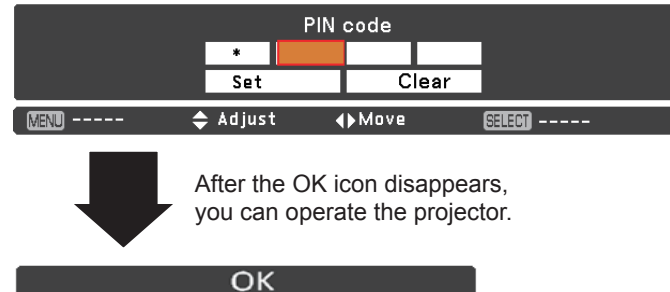 PIN code
*
Set Clear
MENU ----- Adjust Move SELECT -----
After the OK icon disappears,
you can operate the projector.
OK